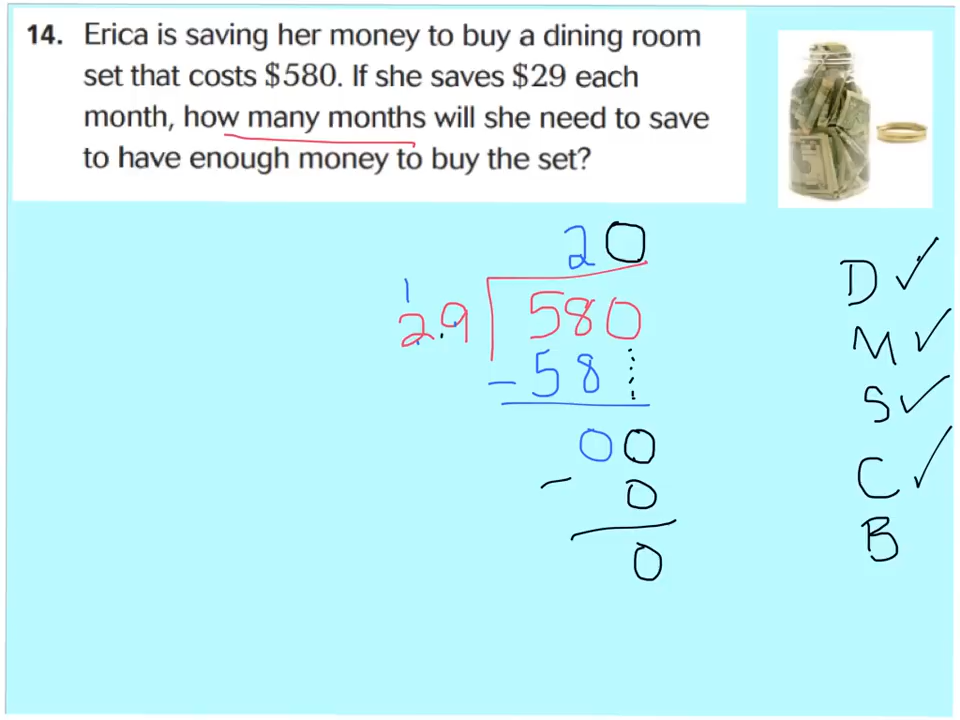 14. Erica is saving her money to buy a dining room
set that costs $580. If she saves $29 each
month, how many months will she need to save
to have enough money to buy the set?
20
1
29 580
- 58
00
- 0
0
D ✓
M ✓
S ✓
C ✓
B